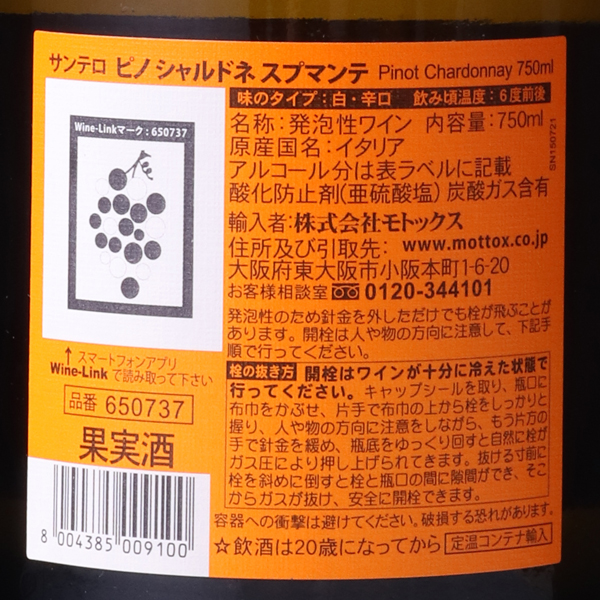 サンテロ ピノ シャルドネ スプマンテ Pinot Chardonnay 750ml
Wine-Linkマーク:650737
↑スマートフォンアプリ
Wine-Link で読み取って下さい
品番 650737
果実酒
8 004385 009100
味のタイプ:白・辛口 飲み頃温度:6度前後
名称:発泡性ワイン 内容量:750ml
原産国名:イタリア
アルコール分は表ラベルに記載
酸化防止剤(亜硫酸塩) 炭酸ガス含有
輸入者:株式会社モトックス
住所及び引取先: www.mottox.co.jp
大阪府東大阪市小阪本町1-6-20
お客様相談室 0120-344101
発泡性のため針金を外しただけでも栓が飛ぶことが
あります。開栓は人や物の方向に注意して、下記手
順で行ってください。
栓の抜き方 開栓はワインが十分に冷えた状態で
行ってください。キャップシールを取り、瓶口に
布巾をかぶせ、片手で布巾の上から栓をしっかりと
握り、人や物の方向に注意をしながら、もう片方の
手で針金を緩め、瓶底をゆっくり回すと自然に栓が
ガス圧により押し上げられてきます。抜ける寸前に
栓を斜めに倒すと栓と瓶口の間に隙間ができ、そこ
からガスが抜け、安全に開栓できます。
容器への衝撃は避けてください。破損する恐れがあります。
☆飲酒は20歳になってから 定温コンテナ輸入
SN150721